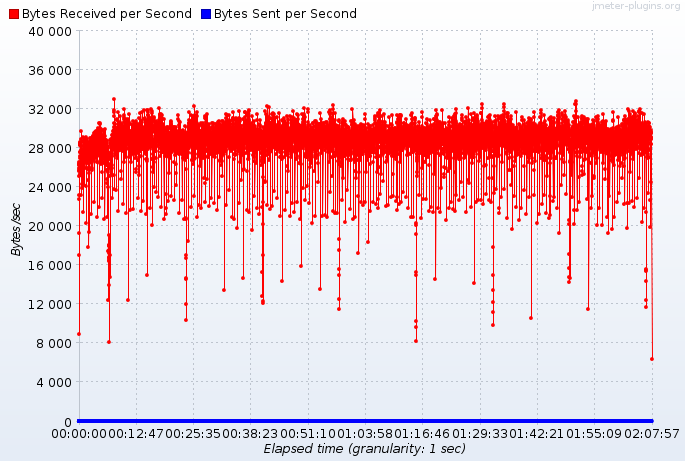 jmeter-plugins.org
Bytes Received per Second Bytes Sent per Second
40 000
36 000
32 000
28 000
24 000
20 000
16 000
12 000
8 000
4 000
0
Bytes /sec
00:00:00 00:12:47 00:25:35 00:38:23 00:51:10 01:03:58 01:16:46 01:29:33 01:42:21 01:55:09 02:07:57
Elapsed time (granularity: 1 sec)